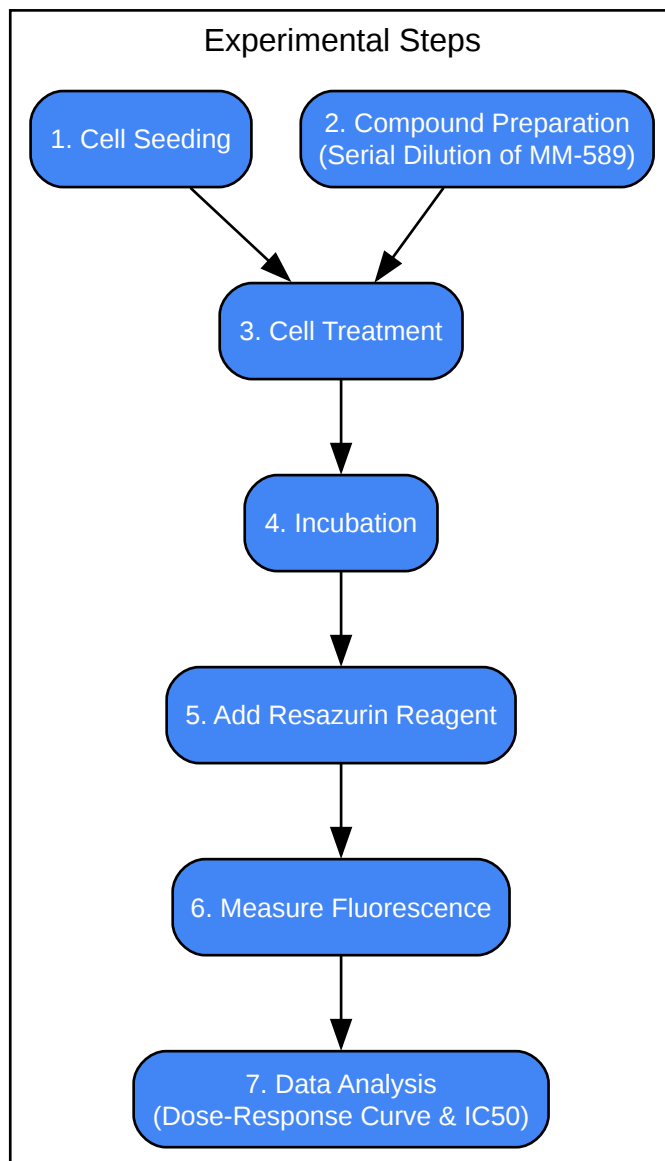 Experimental Steps
1. Cell Seeding
2. Compound Preparation
(Serial Dilution of MM-589)
3. Cell Treatment
4. Incubation
5. Add Resazurin Reagent
6. Measure Fluorescence
7. Data Analysis
(Dose-Response Curve & IC50)